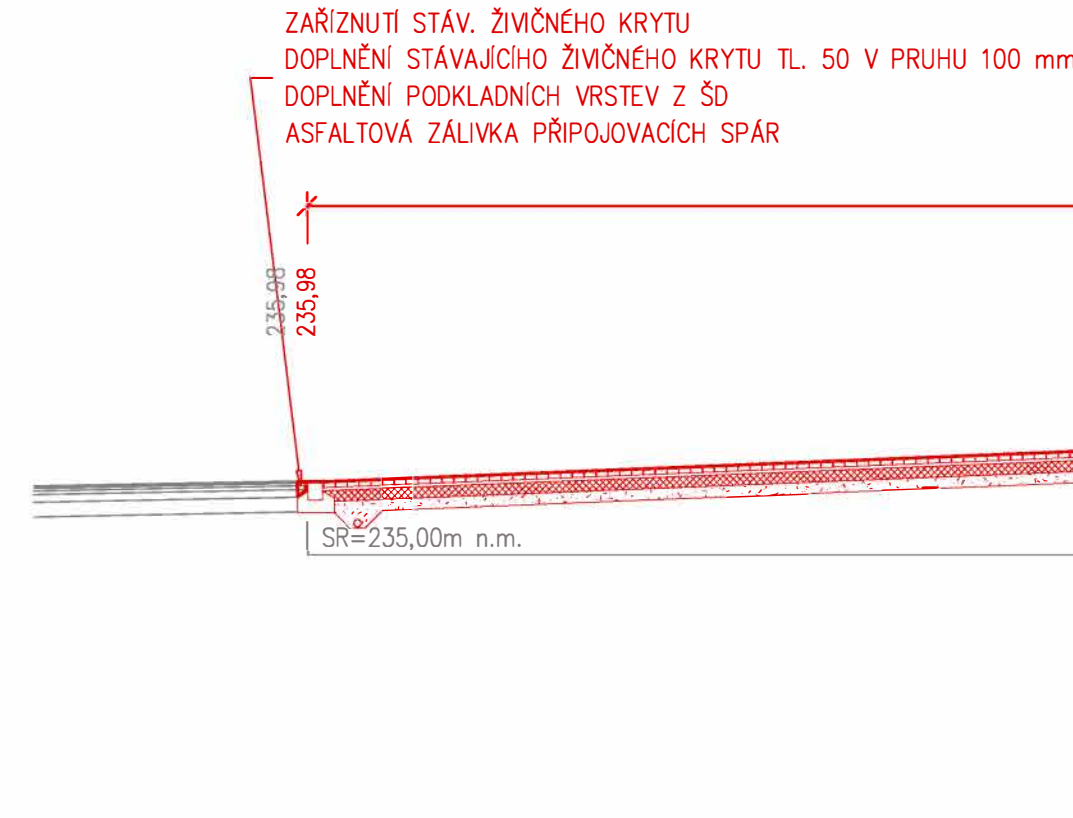 ZAŘÍZNUTÍ STÁV. ŽIVIČNÉHO KRYTU
DOPLNĚNÍ STÁVAJÍCÍHO ŽIVIČNÉHO KRYTU TL. 50 V PRUHU 100 mm
DOPLNĚNÍ PODKLADNÍCH VRSTEV Z ŠD
ASFALTOVÁ ZÁLIVKA PŘIPOJOVACÍCH SPÁR
235,98
235,98
SR=235,00m n.m.